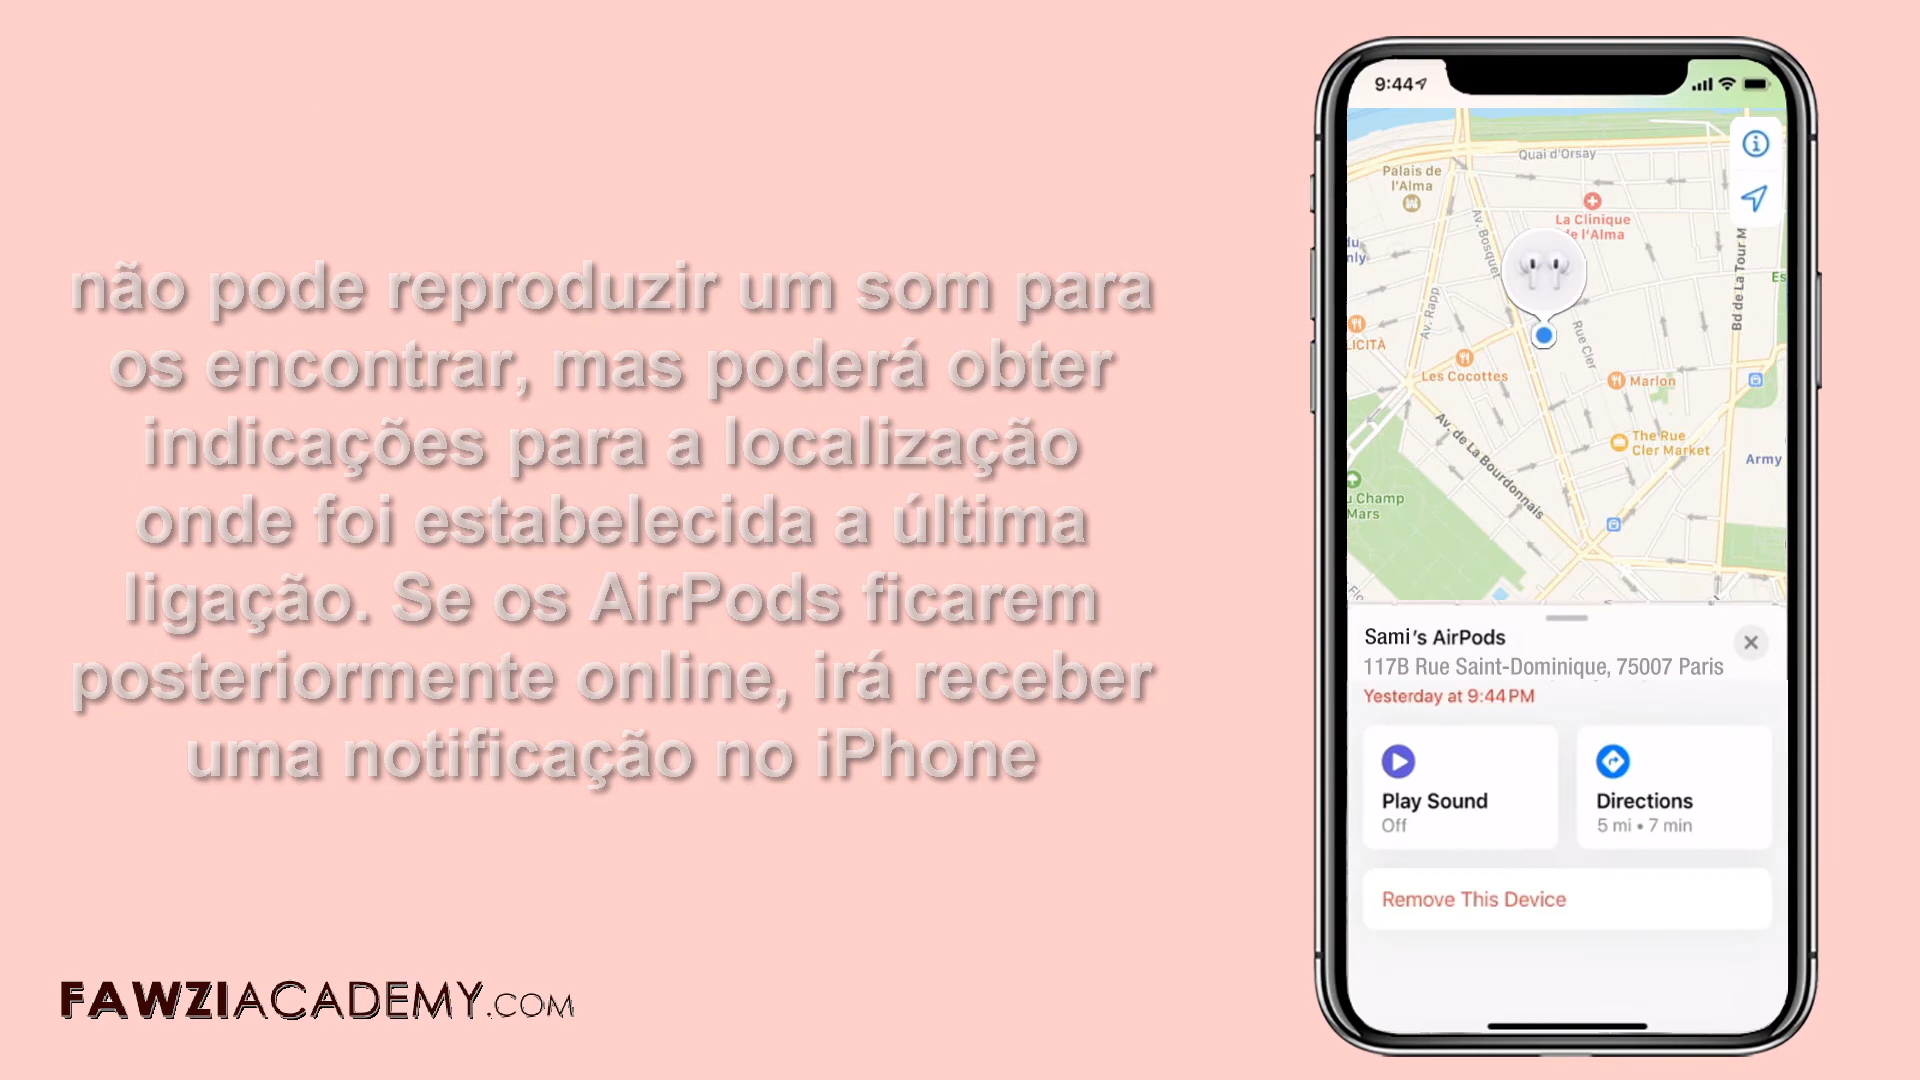 não pode reproduzir um som para
os encontrar, mas poderá obter
indicações para a localização
onde foi estabelecida a última
ligação. Se os AirPods ficarem
posteriormente online, irá receber
uma notificação no iPhone
FAWZIACADEMY.COM
9:44
Quai d'Orsay
Palais de
l'Alma
La Clinique
de l'Alma
Av. Bosquet
Av. Rapp
Bd de La Tour M
Rue Cler
LICITÀ
Les Cocottes
Marlon
Av. de La Bourdonnais
The Rue
Cler Market
Army
u Champ
Mars
Sami's AirPods
117B Rue Saint-Dominique, 75007 Paris
Yesterday at 9:44 PM
Play Sound
Off
Directions
5 mi • 7 min
Remove This Device